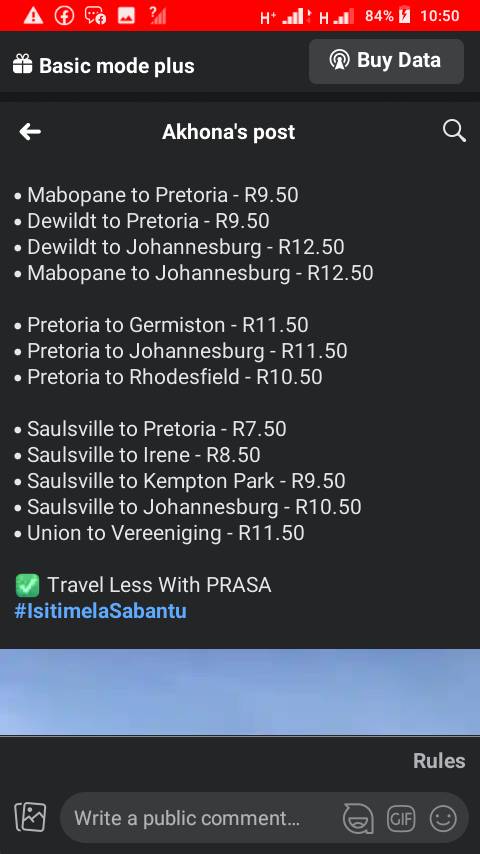 H+ H 84% 10:50
Basic mode plus
Buy Data
Akhona's post
• Mabopane to Pretoria - R9.50
• Dewildt to Pretoria - R9.50
• Dewildt to Johannesburg - R12.50
• Mabopane to Johannesburg - R12.50
• Pretoria to Germiston - R11.50
• Pretoria to Johannesburg - R11.50
• Pretoria to Rhodesfield - R10.50
• Saulsville to Pretoria - R7.50
• Saulsville to Irene - R8.50
• Saulsville to Kempton Park - R9.50
• Saulsville to Johannesburg - R10.50
• Union to Vereeniging - R11.50
✅ Travel Less With PRASA
#IsitimelaSabantu
Rules
Write a public comment...
GIF